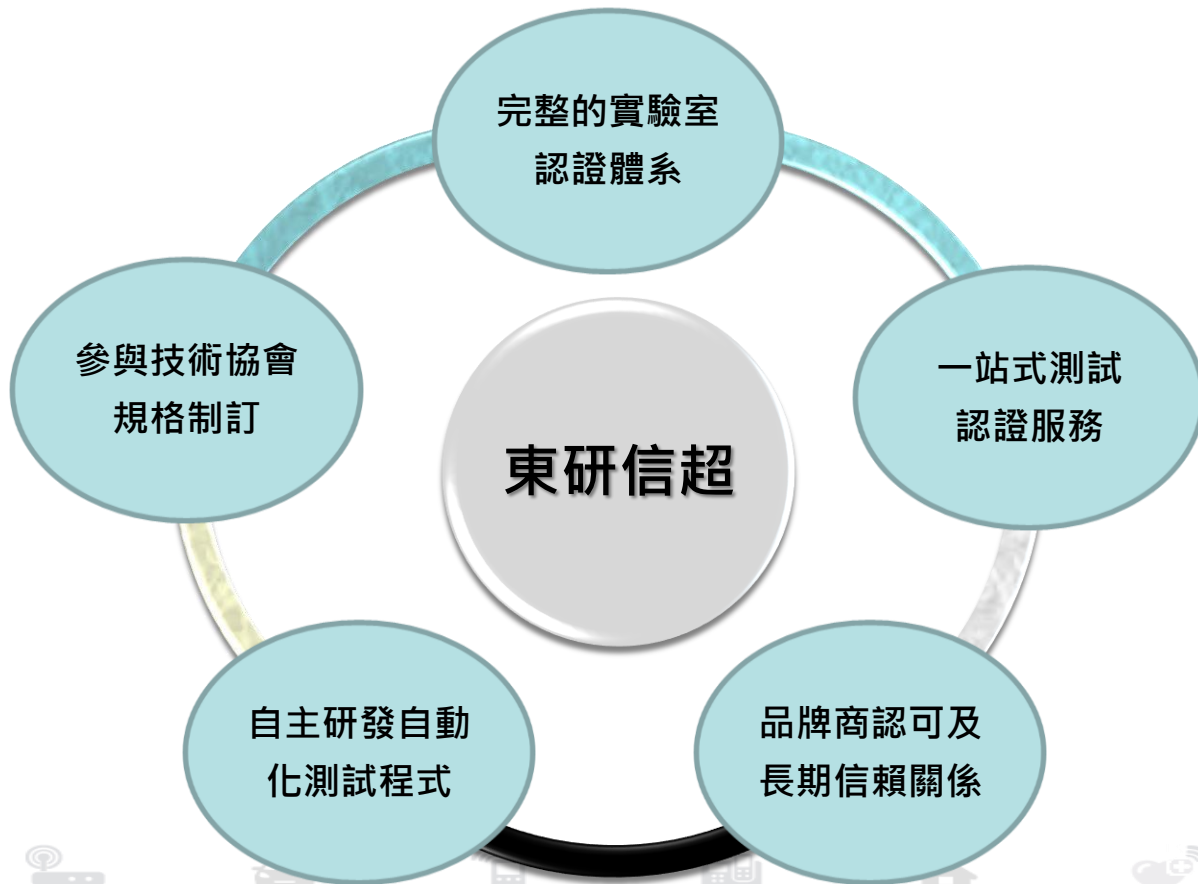 完整的實驗室
認證體系
參與技術協會
規格制訂
一站式測試
認證服務
東研信超
自主研發自動
化測試程式
品牌商認可及
長期信賴關係